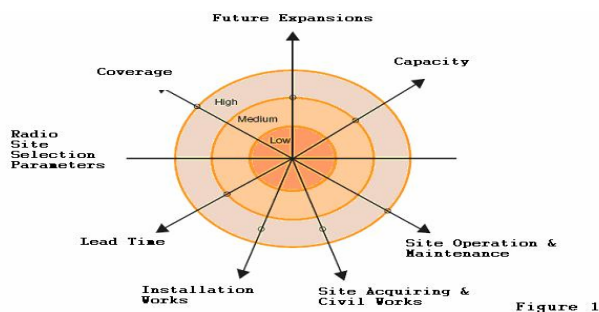 Future Expansions
Coverage
Capacity
High
Medium
Low
Radio
Site
Selection
Parameters
Lead Time
Site Operation &
Maintenance
Installation
Works
Site Acquiring &
Civil Works
Figure 1